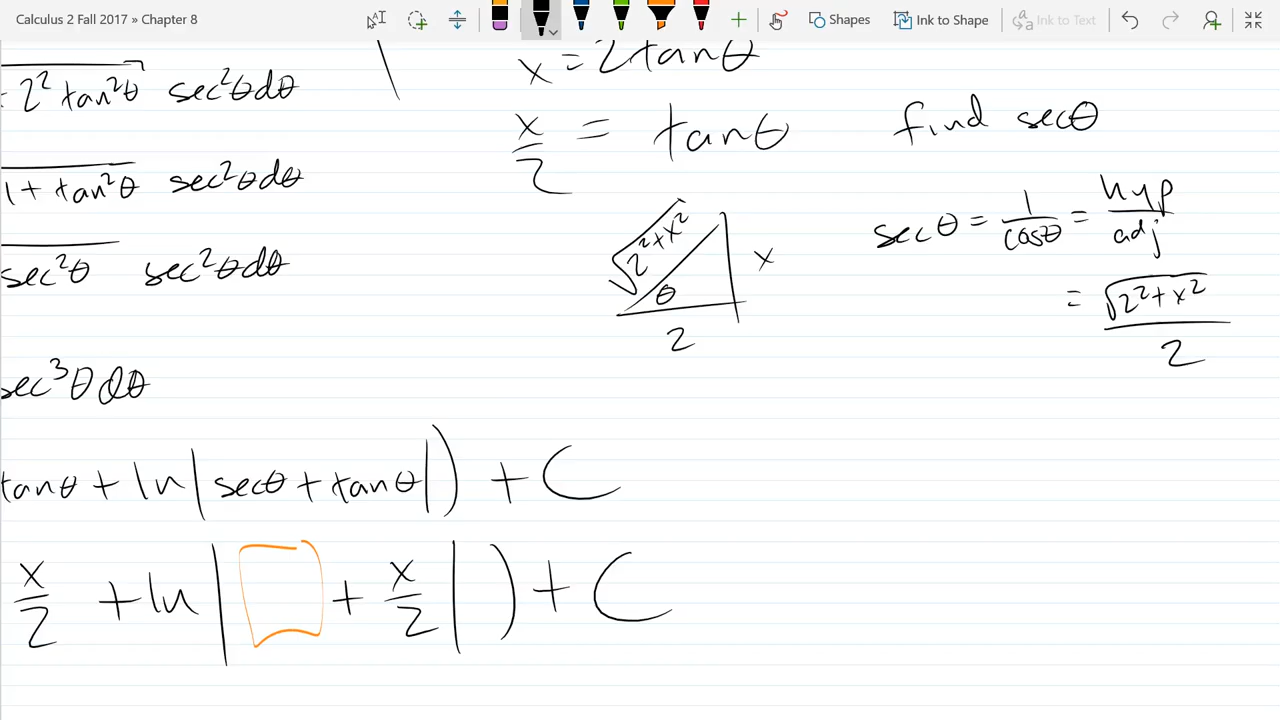 Calculus 2 Fall 2017 » Chapter 8
Shapes
Ink to Shape
Ink to Text
2² tan²θ sec²θdθ
1 + tan²θ sec²θdθ
sec²θ sec²θdθ
sec³θ dθ
x = 2tanθ
x/2 = tanθ
√2²+x²
θ
x
2
find secθ
secθ = 1/cosθ = hyp/adj
= √2²+x²/2
tanθ + ln|secθ + tanθ|) + C
x/2 + ln| + x/2|) + C